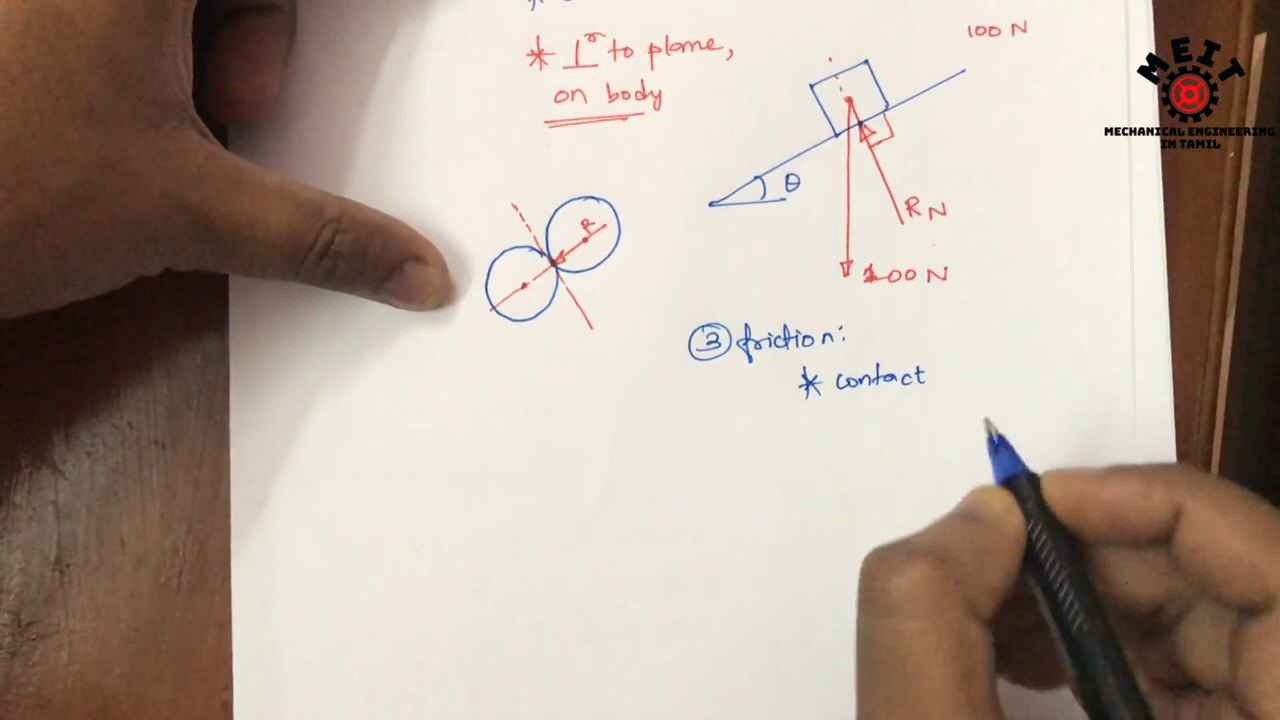 * ⊥r to plane,
on body
100 N
θ
RN
100 N
R
③ friction:
* contact
MEIT
MECHANICAL ENGINEERING
IN TAMIL